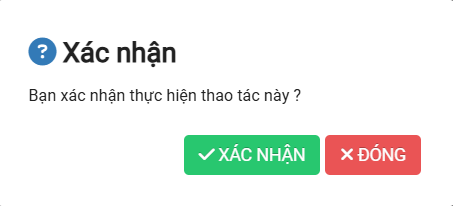 Xác nhận
Bạn xác nhận thực hiện thao tác này ?
XÁC NHẬN ĐÓNG